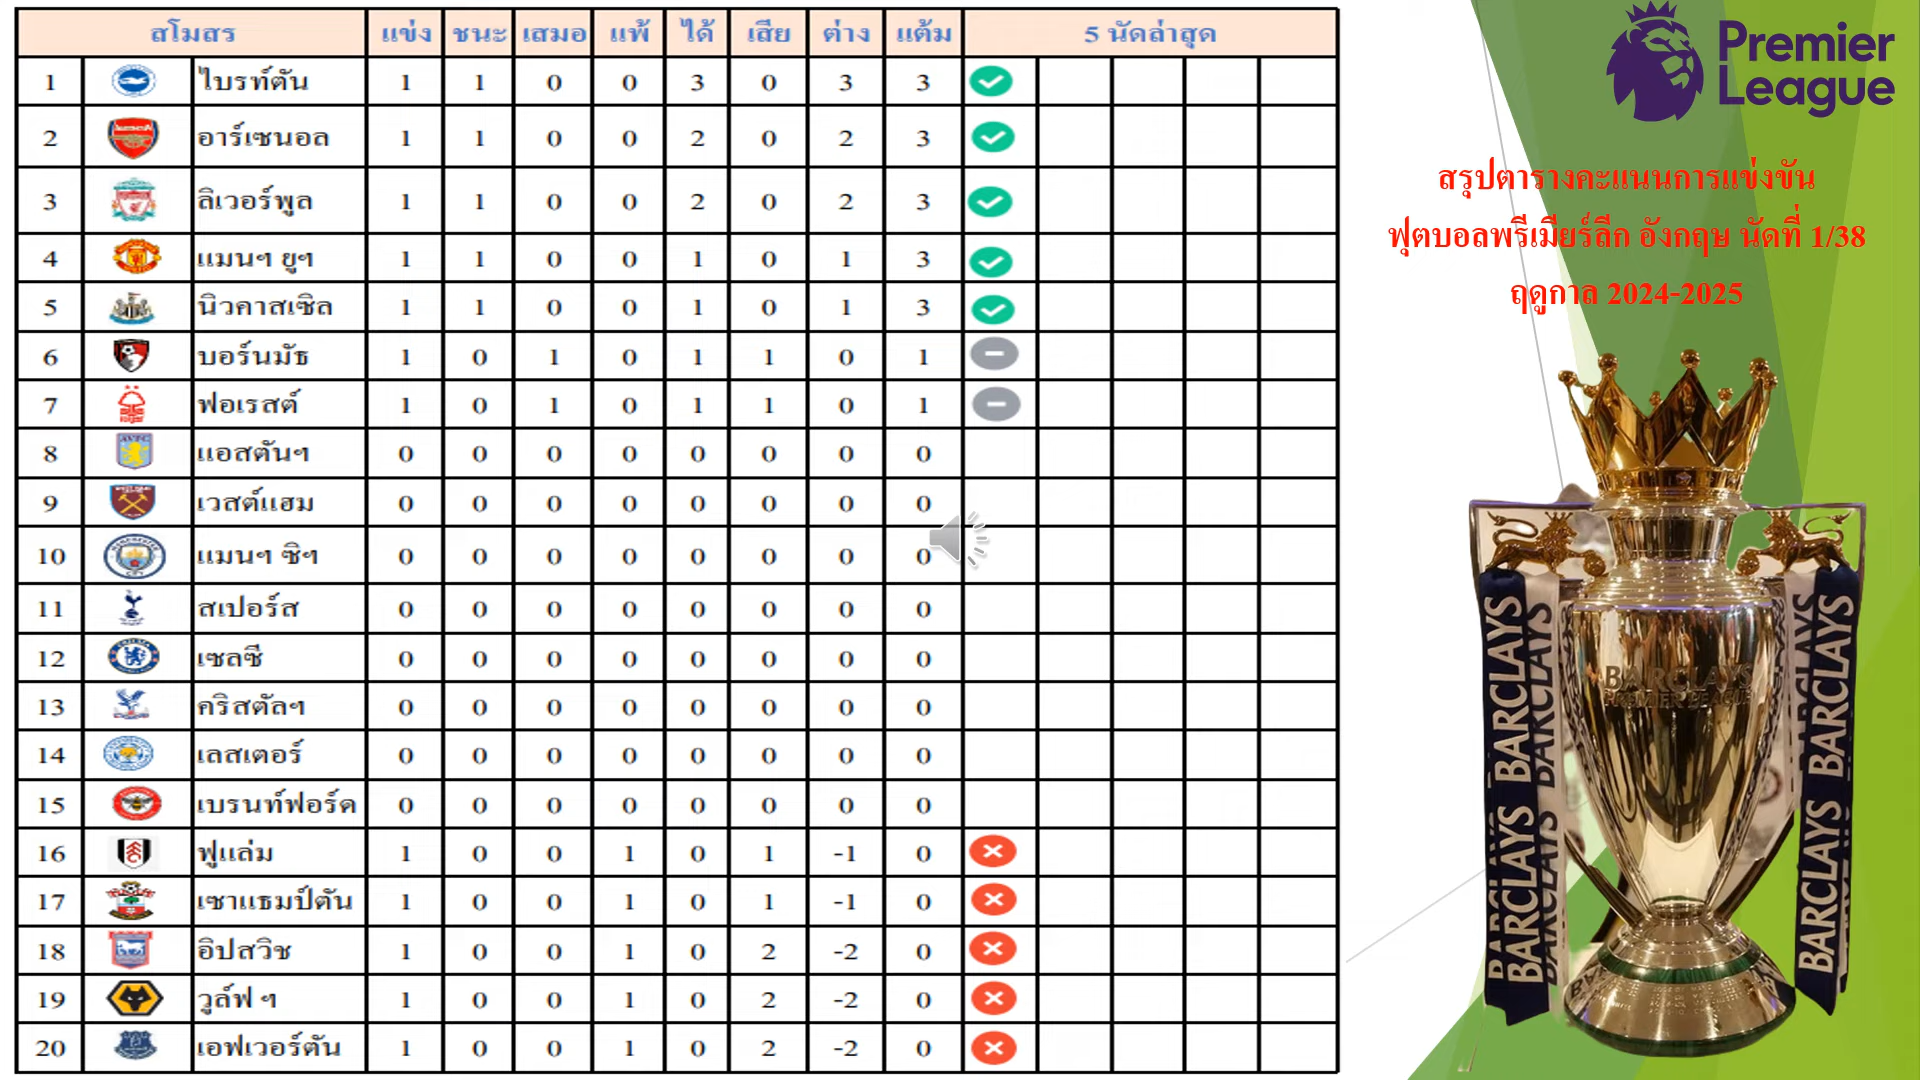 สโมสร แข่ง ชนะ เสมอ แพ้ ได้ เสีย ต่าง แต้ม 5 นัดล่าสุด
1 ไบรท์ตัน 1 1 0 0 3 0 3 3
2 อาร์เซนอล 1 1 0 0 2 0 2 3
3 ลิเวอร์พูล 1 1 0 0 2 0 2 3
4 แมนฯ ยูฯ 1 1 0 0 1 0 1 3
5 นิวคาสเซิล 1 1 0 0 1 0 1 3
6 บอร์นมัธ 1 0 1 0 1 1 0 1
7 ฟอเรสต์ 1 0 1 0 1 1 0 1
8 แอสตันฯ 0 0 0 0 0 0 0 0
9 เวสต์แฮม 0 0 0 0 0 0 0 0
10 แมนฯ ซิฯ 0 0 0 0 0 0 0 0
11 สเปอร์ส 0 0 0 0 0 0 0 0
12 เซลซี 0 0 0 0 0 0 0 0
13 คริสตัลฯ 0 0 0 0 0 0 0 0
14 เลสเตอร์ 0 0 0 0 0 0 0 0
15 เบรนท์ฟอร์ด 0 0 0 0 0 0 0 0
16 ฟูแล่ม 1 0 0 1 0 1 -1 0
17 เซาแธมป์ตัน 1 0 0 1 0 1 -1 0
18 อิปสวิช 1 0 0 1 0 2 -2 0
19 วูล์ฟ ฯ 1 0 0 1 0 2 -2 0
20 เอฟเวอร์ตัน 1 0 0 1 0 2 -2 0
Premier
League
สรุปตารางคะแนนการแข่งขัน
ฟุตบอลพรีเมียร์ลีก อังกฤษ นัดที่ 1/38
ฤดูกาล 2024-2025
BARCLAYS
PREMIER LEAGUE
BARCLAYS BARCLAYS
BARCLAYS BARCLAYS
BARCLAYS BARCLAYS